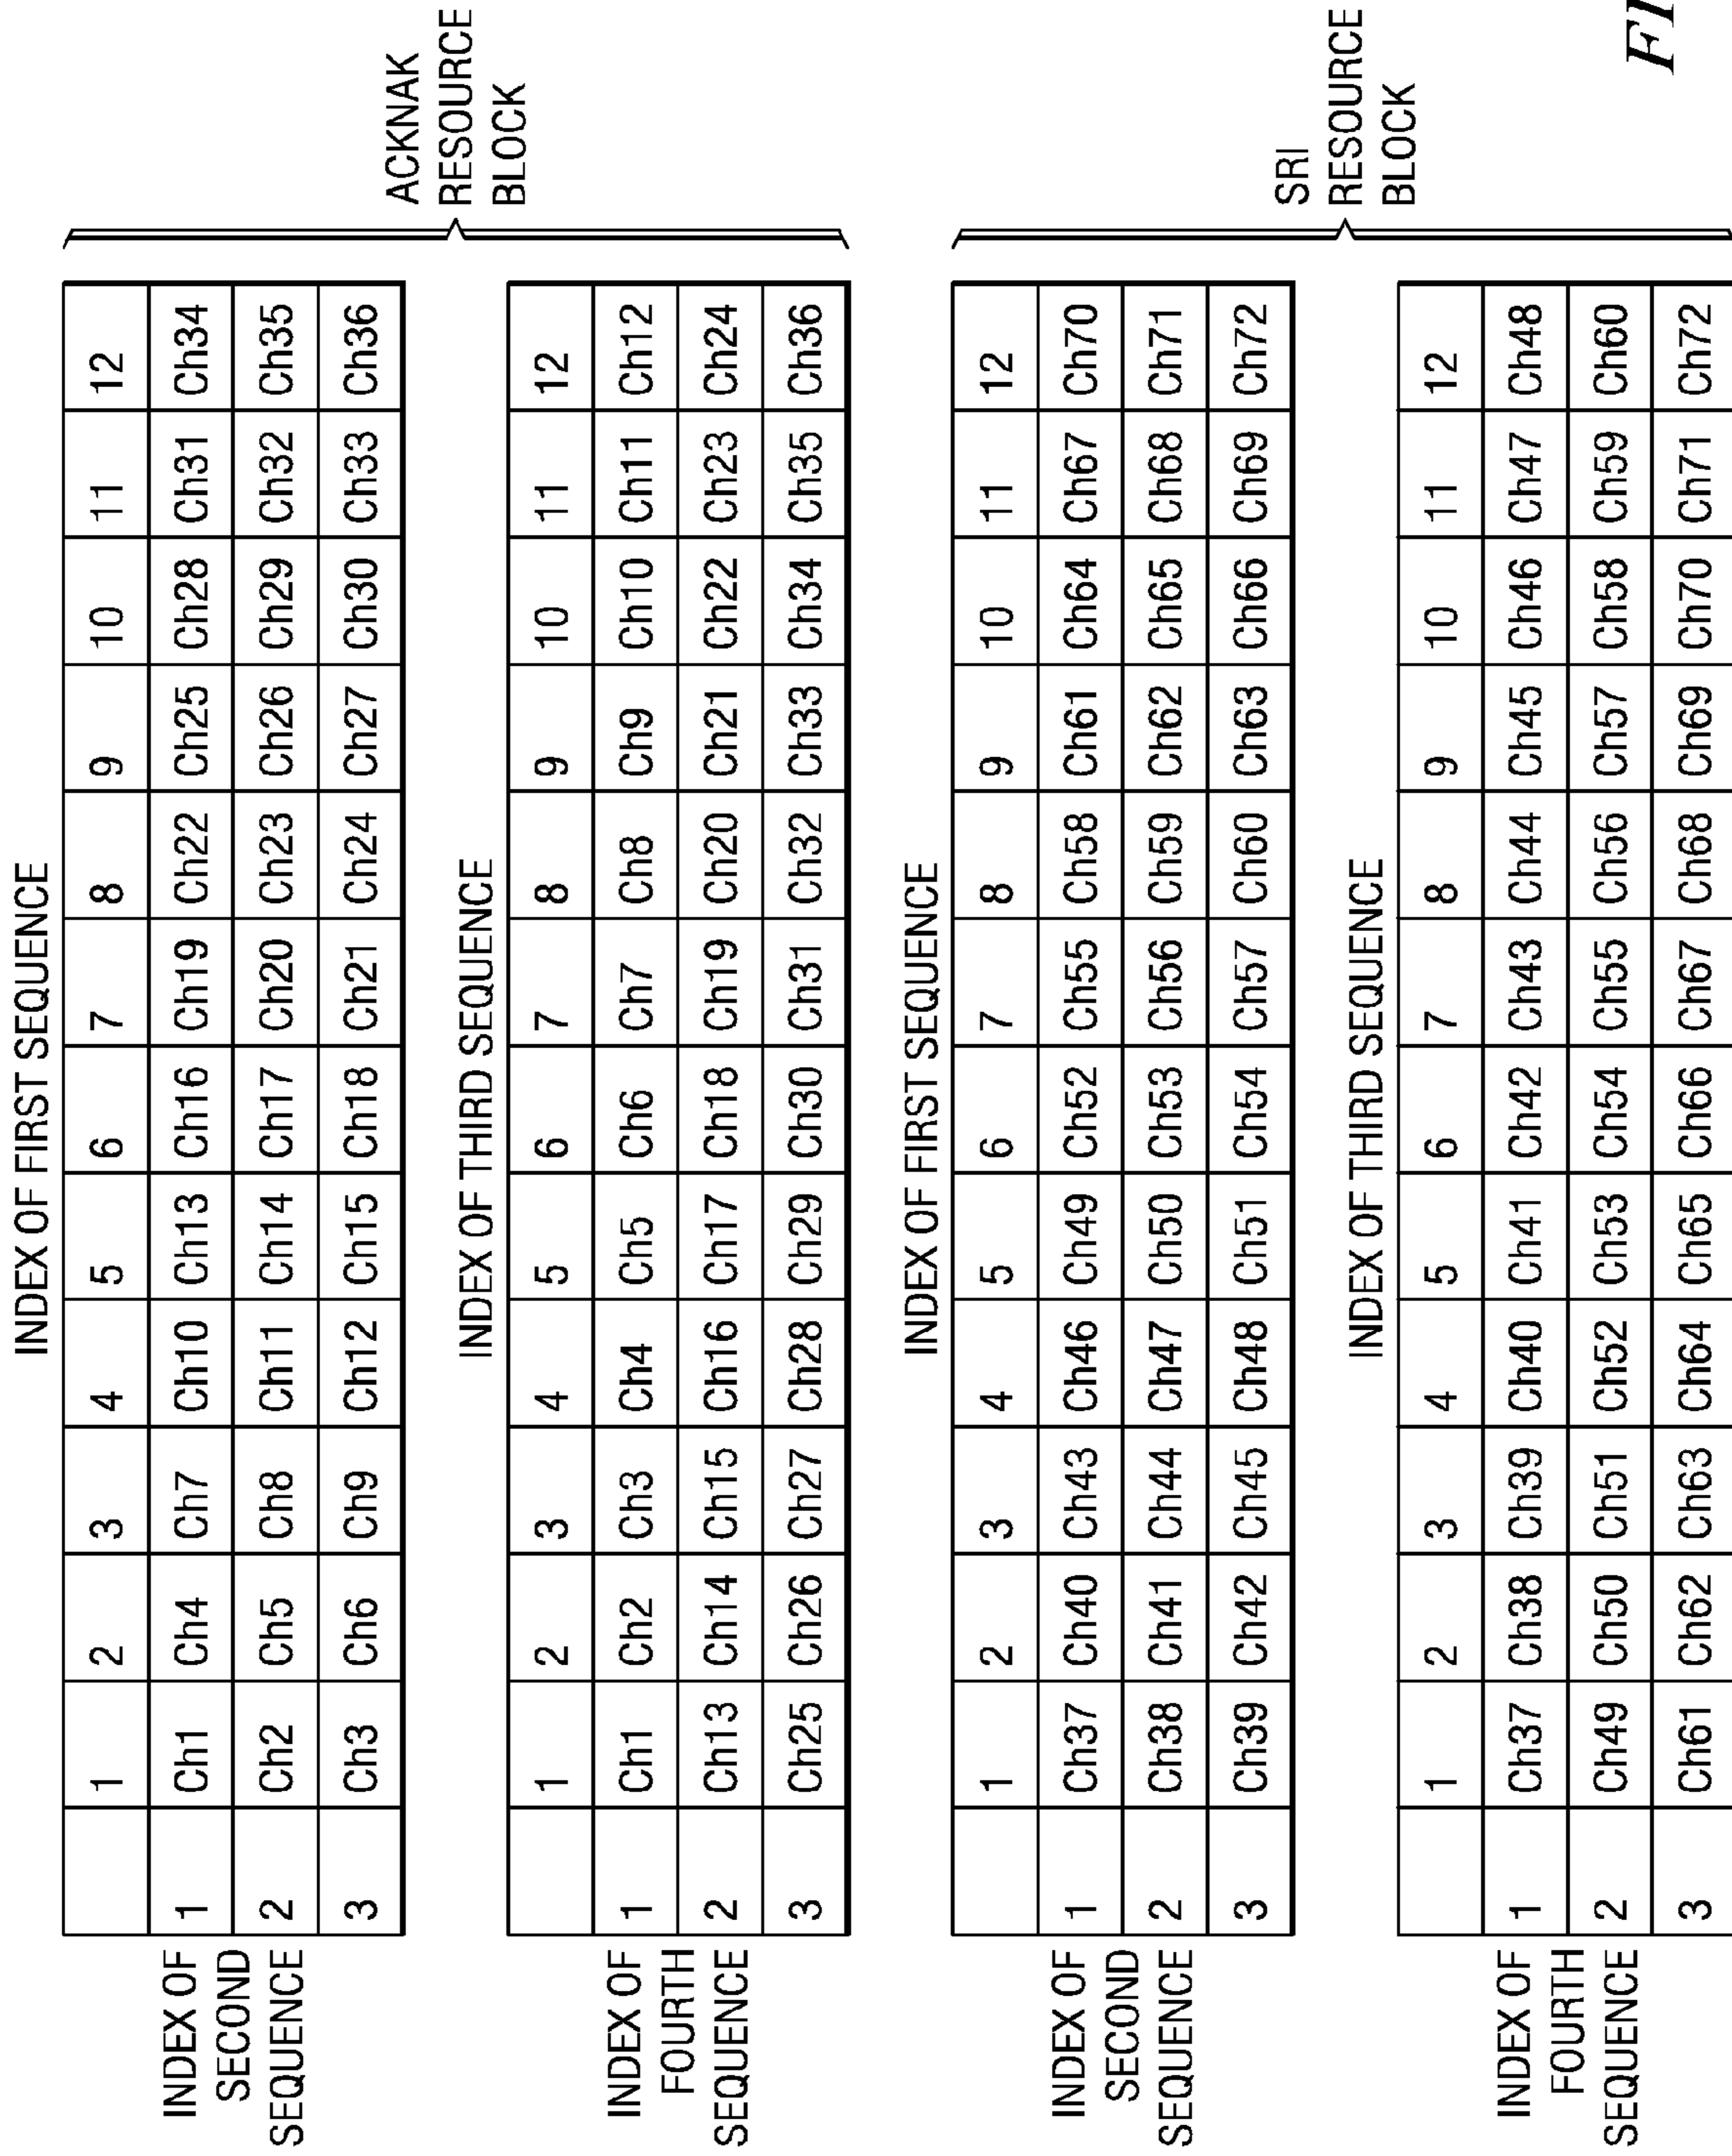 INDEX OF FIRST SEQUENCE
1 2 3 4 5 6 7 8 9 10 11 12
INDEX OF
SECOND
SEQUENCE
1 Ch1 Ch4 Ch7 Ch10 Ch13 Ch16 Ch19 Ch22 Ch25 Ch28 Ch31 Ch34
2 Ch2 Ch5 Ch8 Ch11 Ch14 Ch17 Ch20 Ch23 Ch26 Ch29 Ch32 Ch35
3 Ch3 Ch6 Ch9 Ch12 Ch15 Ch18 Ch21 Ch24 Ch27 Ch30 Ch33 Ch36
INDEX OF THIRD SEQUENCE
1 2 3 4 5 6 7 8 9 10 11 12
INDEX OF
FOURTH
SEQUENCE
1 Ch1 Ch2 Ch3 Ch4 Ch5 Ch6 Ch7 Ch8 Ch9 Ch10 Ch11 Ch12
2 Ch13 Ch14 Ch15 Ch16 Ch17 Ch18 Ch19 Ch20 Ch21 Ch22 Ch23 Ch24
3 Ch25 Ch26 Ch27 Ch28 Ch29 Ch30 Ch31 Ch32 Ch33 Ch34 Ch35 Ch36
ACKNAK
RESOURCE
BLOCK
INDEX OF FIRST SEQUENCE
1 2 3 4 5 6 7 8 9 10 11 12
INDEX OF
SECOND
SEQUENCE
1 Ch37 Ch40 Ch43 Ch46 Ch49 Ch52 Ch55 Ch58 Ch61 Ch64 Ch67 Ch70
2 Ch38 Ch41 Ch44 Ch47 Ch50 Ch53 Ch56 Ch59 Ch62 Ch65 Ch68 Ch71
3 Ch39 Ch42 Ch45 Ch48 Ch51 Ch54 Ch57 Ch60 Ch63 Ch66 Ch69 Ch72
INDEX OF THIRD SEQUENCE
1 2 3 4 5 6 7 8 9 10 11 12
INDEX OF
FOURTH
SEQUENCE
1 Ch37 Ch38 Ch39 Ch40 Ch41 Ch42 Ch43 Ch44 Ch45 Ch46 Ch47 Ch48
2 Ch49 Ch50 Ch51 Ch52 Ch53 Ch54 Ch55 Ch56 Ch57 Ch58 Ch59 Ch60
3 Ch61 Ch62 Ch63 Ch64 Ch65 Ch66 Ch67 Ch68 Ch69 Ch70 Ch71 Ch72
SRI
RESOURCE
BLOCK